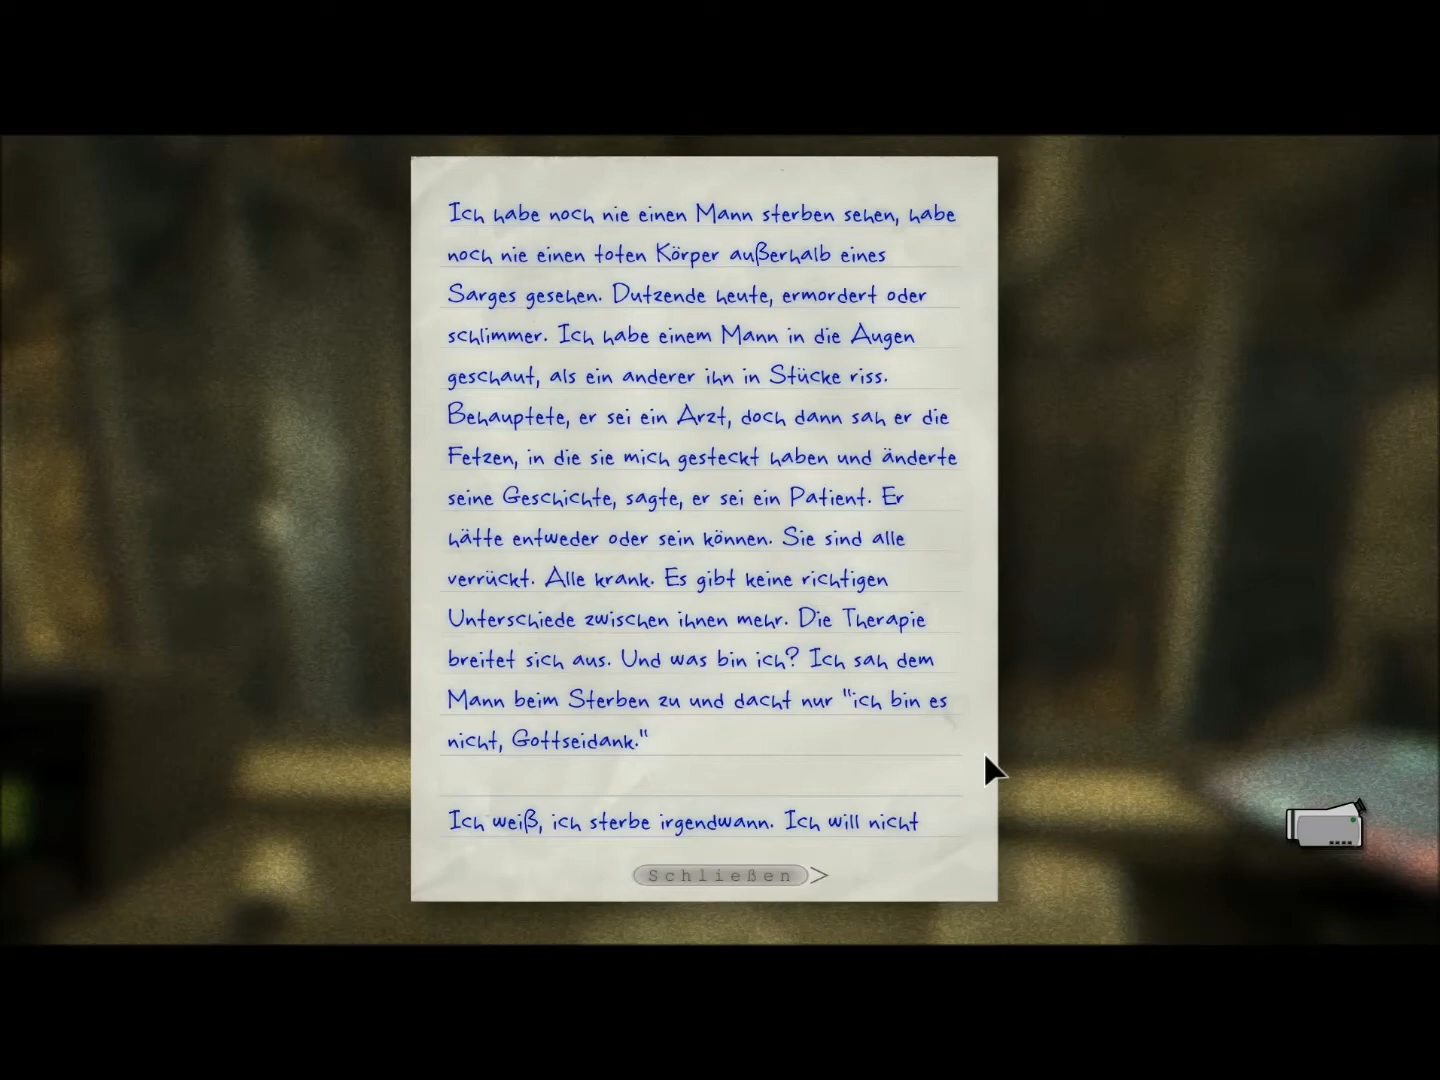 Ich habe noch nie einen Mann sterben sehen, habe
noch nie einen toten Körper außerhalb eines
Sarges gesehen. Dutzende heute, ermordert oder
schlimmer. Ich habe einem Mann in die Augen
geschaut, als ein anderer ihn in Stücke riss.
Behauptete, er sei ein Arzt, doch dann sah er die
Fetzen, in die sie mich gesteckt haben und änderte
seine Geschichte, sagte, er sei ein Patient. Er
hätte entweder oder sein können. Sie sind alle
verrückt. Alle krank. Es gibt keine richtigen
Unterschiede zwischen ihnen mehr. Die Therapie
breitet sich aus. Und was bin ich? Ich sah dem
Mann beim Sterben zu und dacht nur "ich bin es
nicht, Gottseidank."
Ich weiß, ich sterbe irgendwann. Ich will nicht
Schließen >